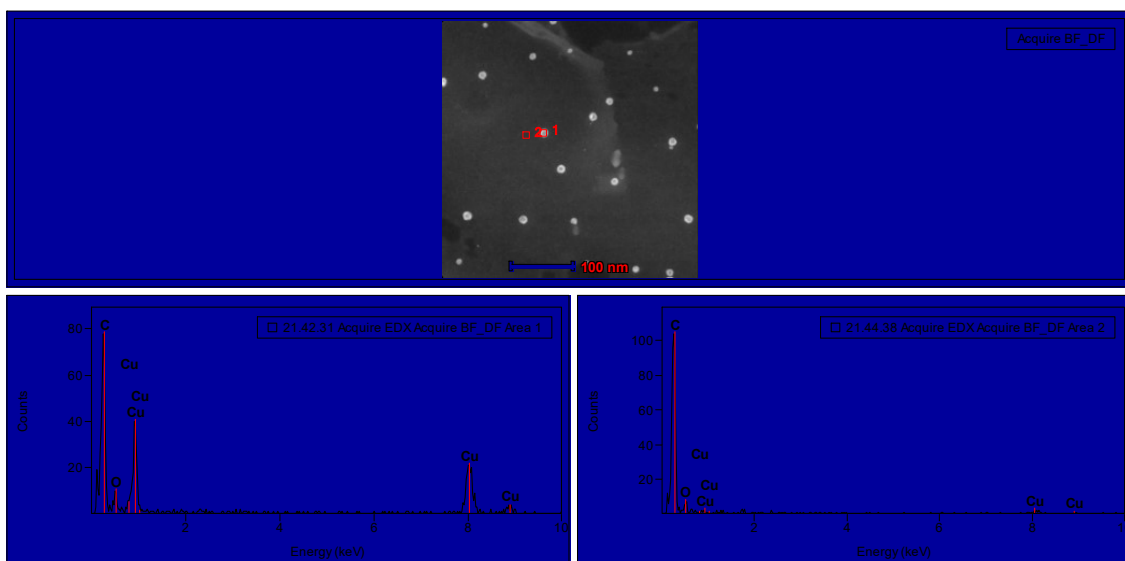 Acquire BF_DF
2 1
100 nm
21.42.31 Acquire EDX Acquire BF_DF Area 1
C
Cu
Cu
Cu
O
Cu
Cu
80
60
40
20
Counts
2
4
6
8
10
Energy (keV)
21.44.38 Acquire EDX Acquire BF_DF Area 2
C
Cu
Cu
O
Cu
Cu
Cu
100
80
60
40
20
Counts
2
4
6
8
10
Energy (keV)